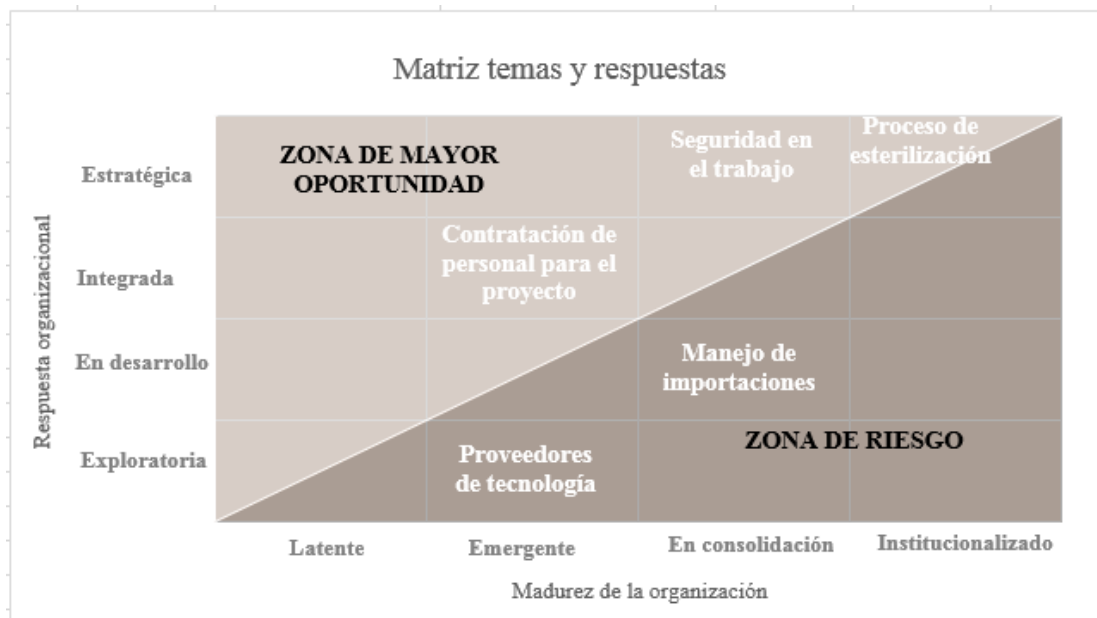 Matriz temas y respuestas
ZONA DE MAYOR
OPORTUNIDAD
Seguridad en
el trabajo
Proceso de
esterilización
Estratégica
Contratación de
personal para el
proyecto
Integrada
Manejo de
importaciones
En desarrollo
ZONA DE RIESGO
Proveedores
de tecnología
Exploratoria
Respuesta organizacional
Latente
Emergente
En consolidación
Institucionalizado
Madurez de la organización